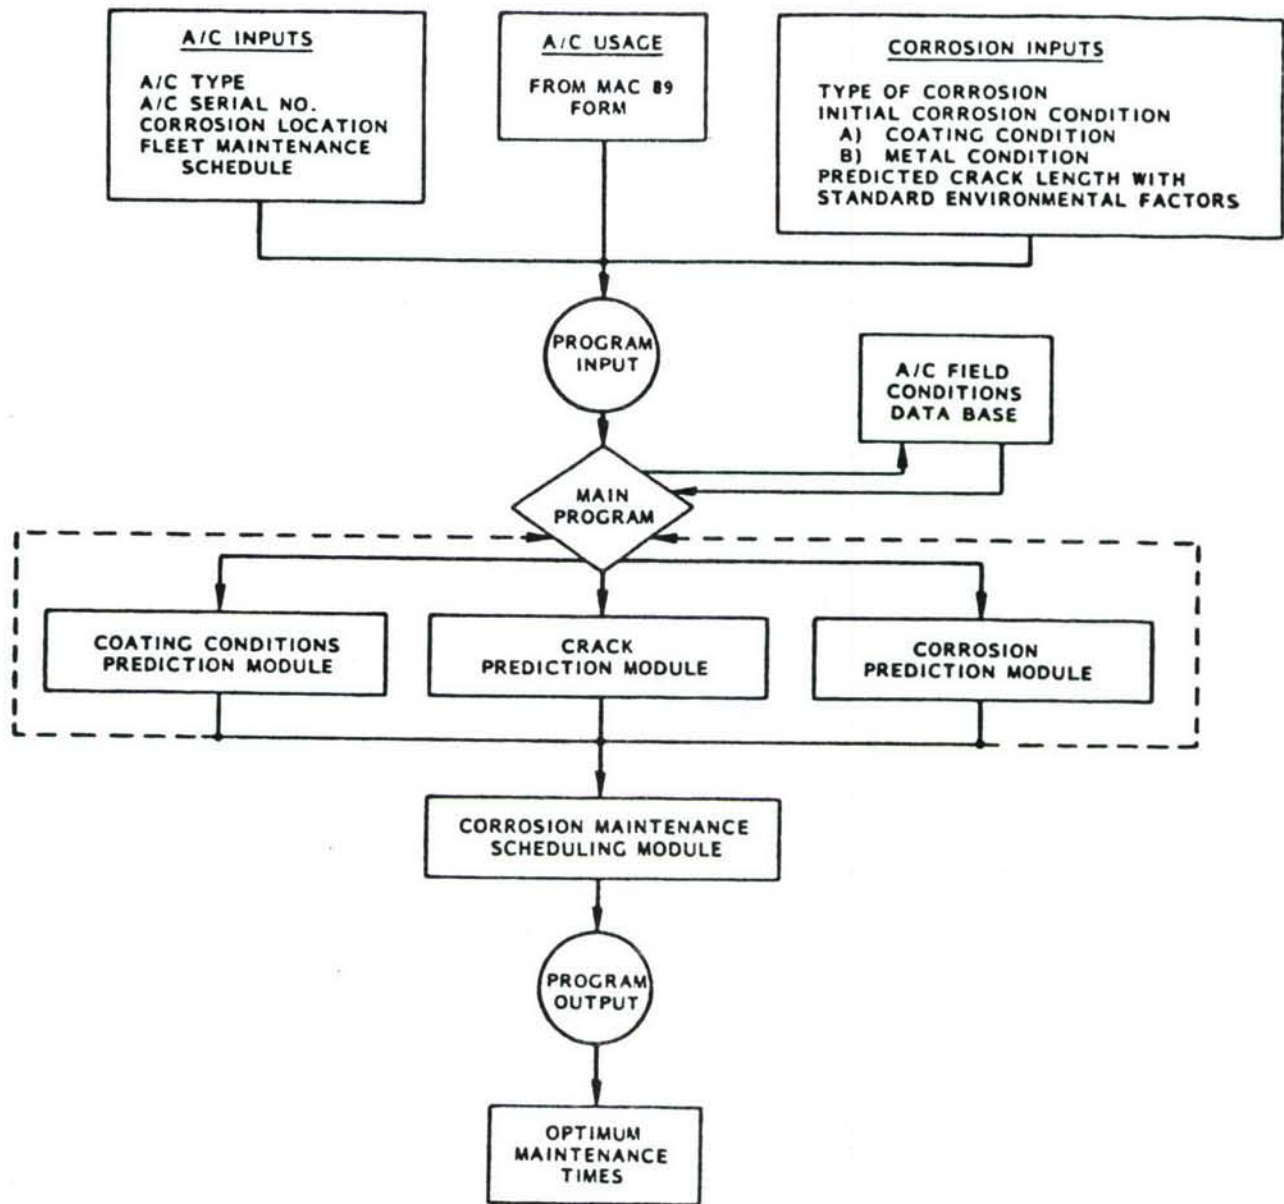 A/C INPUTS
A/C TYPE
A/C SERIAL NO.
CORROSION LOCATION
FLEET MAINTENANCE
SCHEDULE
A/C USAGE
FROM MAC 89
FORM
CORROSION INPUTS
TYPE OF CORROSION
INITIAL CORROSION CONDITION
A) COATING CONDITION
B) METAL CONDITION
PREDICTED CRACK LENGTH WITH
STANDARD ENVIRONMENTAL FACTORS
PROGRAM
INPUT
A/C FIELD
CONDITIONS
DATA BASE
MAIN
PROGRAM
COATING CONDITIONS
PREDICTION MODULE
CRACK
PREDICTION MODULE
CORROSION
PREDICTION MODULE
CORROSION MAINTENANCE
SCHEDULING MODULE
PROGRAM
OUTPUT
OPTIMUM
MAINTENANCE
TIMES